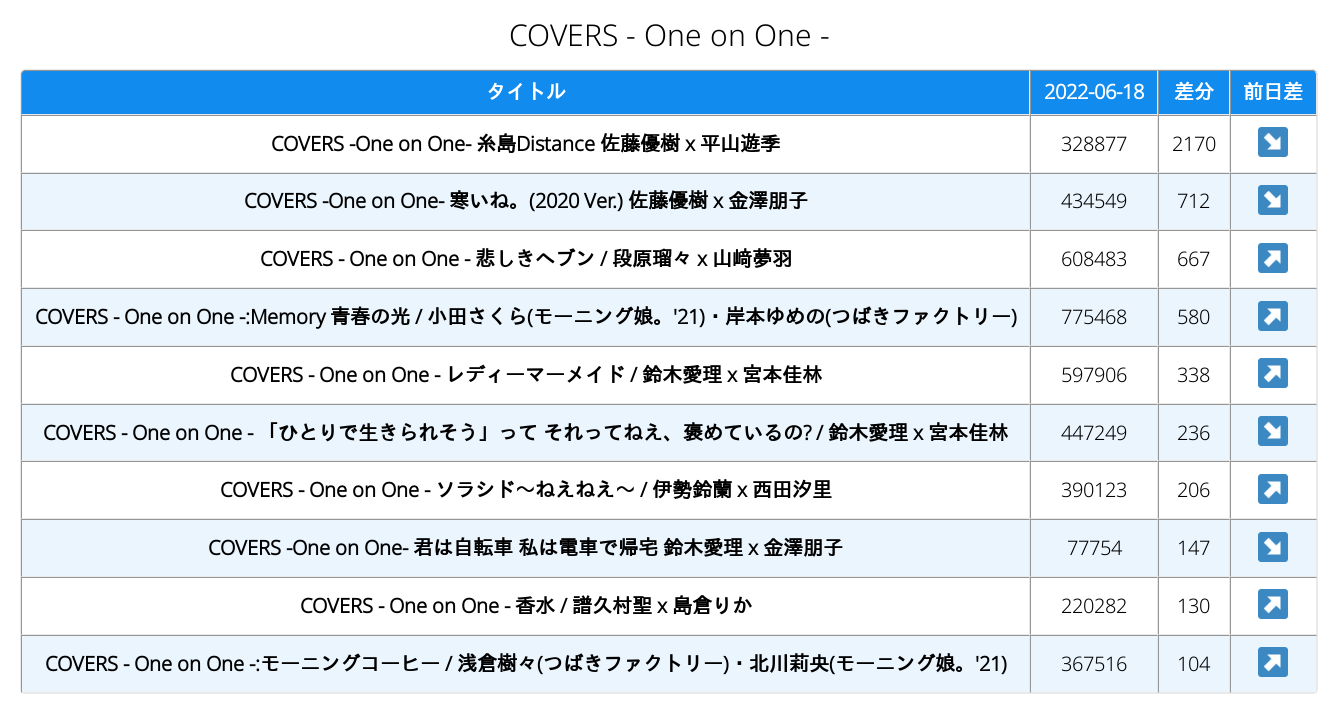 COVERS - One on One -
タイトル 2022-06-18 差分 前日差
COVERS -One on One- 糸島Distance 佐藤優樹 x 平山遊季 328877 2170 ↘
COVERS -One on One- 寒いね。(2020 Ver.) 佐藤優樹 x 金澤朋子 434549 712 ↘
COVERS - One on One - 悲しきヘブン / 段原瑠々 x 山﨑夢羽 608483 667 ↗
COVERS - One on One -:Memory 青春の光 / 小田さくら(モーニング娘。'21)・岸本ゆめの(つばきファクトリー) 775468 580 ↗
COVERS - One on One - レディーマーメイド / 鈴木愛理 x 宮本佳林 597906 338 ↗
COVERS - One on One - 「ひとりで生きられそう」って それってねえ、褒めているの? / 鈴木愛理 x 宮本佳林 447249 236 ↘
COVERS - One on One - ソラシド〜ねえねえ〜 / 伊勢鈴蘭 x 西田汐里 390123 206 ↗
COVERS -One on One- 君は自転車 私は電車で帰宅 鈴木愛理 x 金澤朋子 77754 147 ↘
COVERS - One on One - 香水 / 譜久村聖 x 島倉りか 220282 130 ↗
COVERS - One on One -:モーニングコーヒー / 浅倉樹々(つばきファクトリー)・北川莉央(モーニング娘。'21) 367516 104 ↗